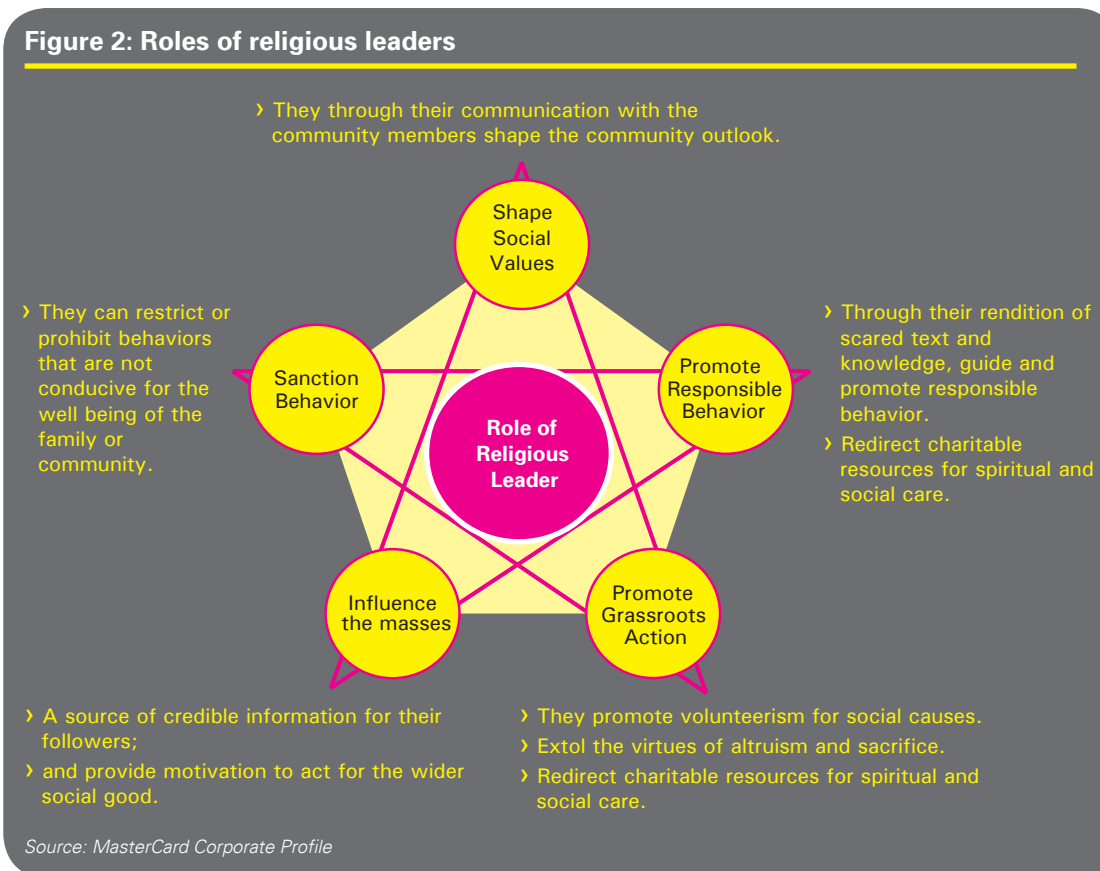 Figure 2: Roles of religious leaders
› They through their communication with the
community members shape the community outlook.
Shape
Social
Values
› They can restrict or
prohibit behaviors
that are not
conducive for the
well being of the
family or
community.
Sanction
Behavior
Promote
Responsible
Behavior
› Through their rendition of
scared text and
knowledge, guide and
promote responsible
behavior.
› Redirect charitable
resources for spiritual and
social care.
Role of
Religious
Leader
Influence
the masses
Promote
Grassroots
Action
› A source of credible information for their
followers;
› and provide motivation to act for the wider
social good.
› They promote volunteerism for social causes.
› Extol the virtues of altruism and sacrifice.
› Redirect charitable resources for spiritual and
social care.
Source: MasterCard Corporate Profile